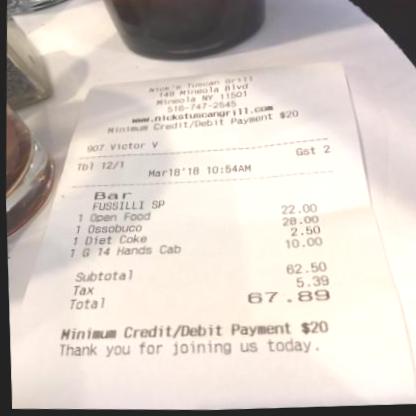 Nick's Tuscan Grill
149 Mineola Blvd
Mineola NY 11501
516-747-2545
www.nickstuscangrill.com
Minimum Credit/Debit Payment $20
907 Victor V
Tbl 12/1 Gst 2
Mar18'18 10:54AM
Bar
FUSSILLI SP
1 Open Food 22.00
1 Ossobuco 28.00
1 Diet Coke 2.50
1 G 14 Hands Cab 10.00
Subtotal 62.50
Tax 5.39
Total 67.89
Minimum Credit/Debit Payment $20
Thank you for joining us today.